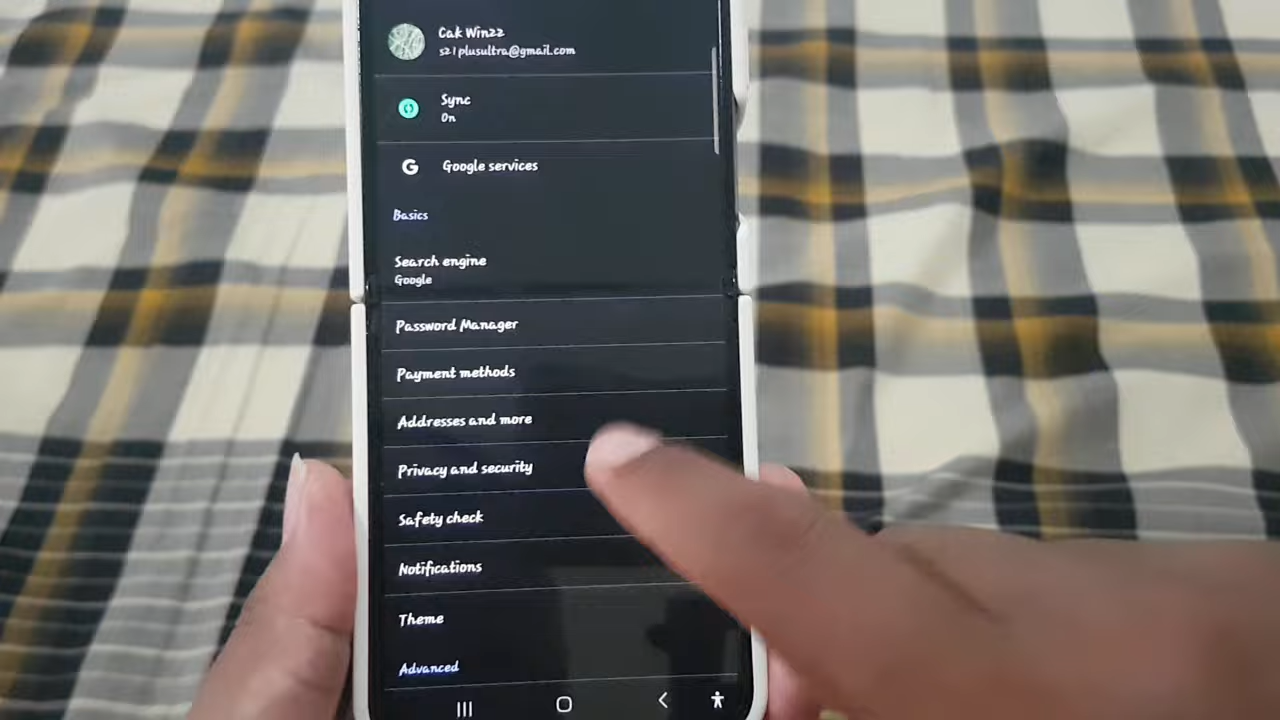 Cak Winzz
s21plusultra@gmail.com
Sync
On
G
Google services
Basics
Search engine
Google
Password Manager
Payment methods
Addresses and more
Privacy and security
Safety check
Notifications
Theme
Advanced